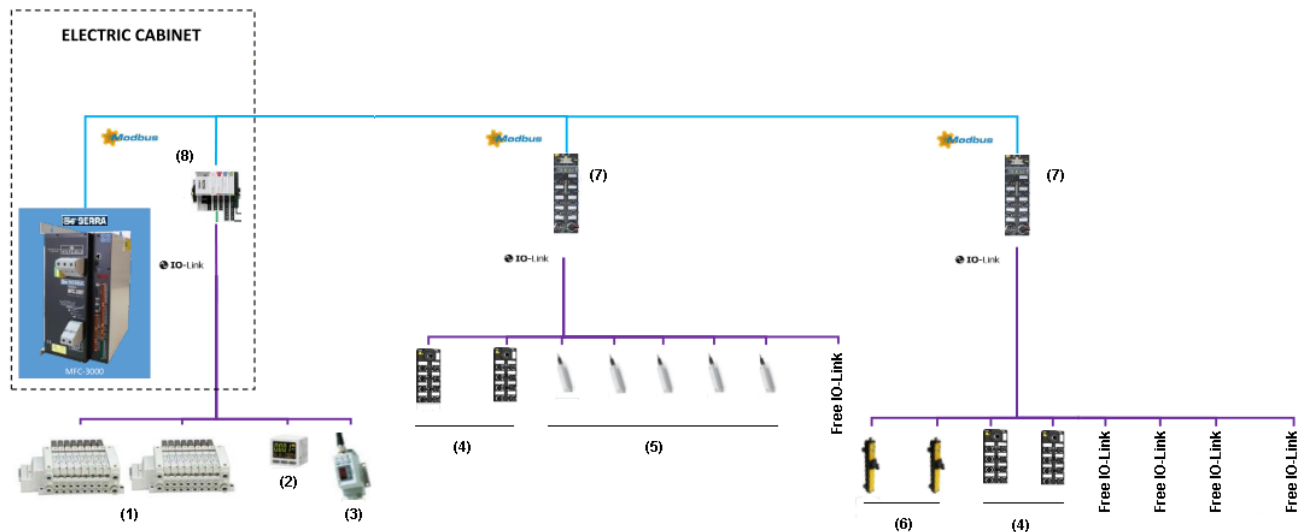 ELECTRIC CABINET
Modbus
Modbus
Modbus
(8)
(7)
(7)
SERRA
IO-Link
IO-Link
IO-Link
MFC-3000
Free IO-Link
(4)
(5)
Free IO-Link
Free IO-Link
Free IO-Link
Free IO-Link
(1)
(2)
(3)
(6)
(4)